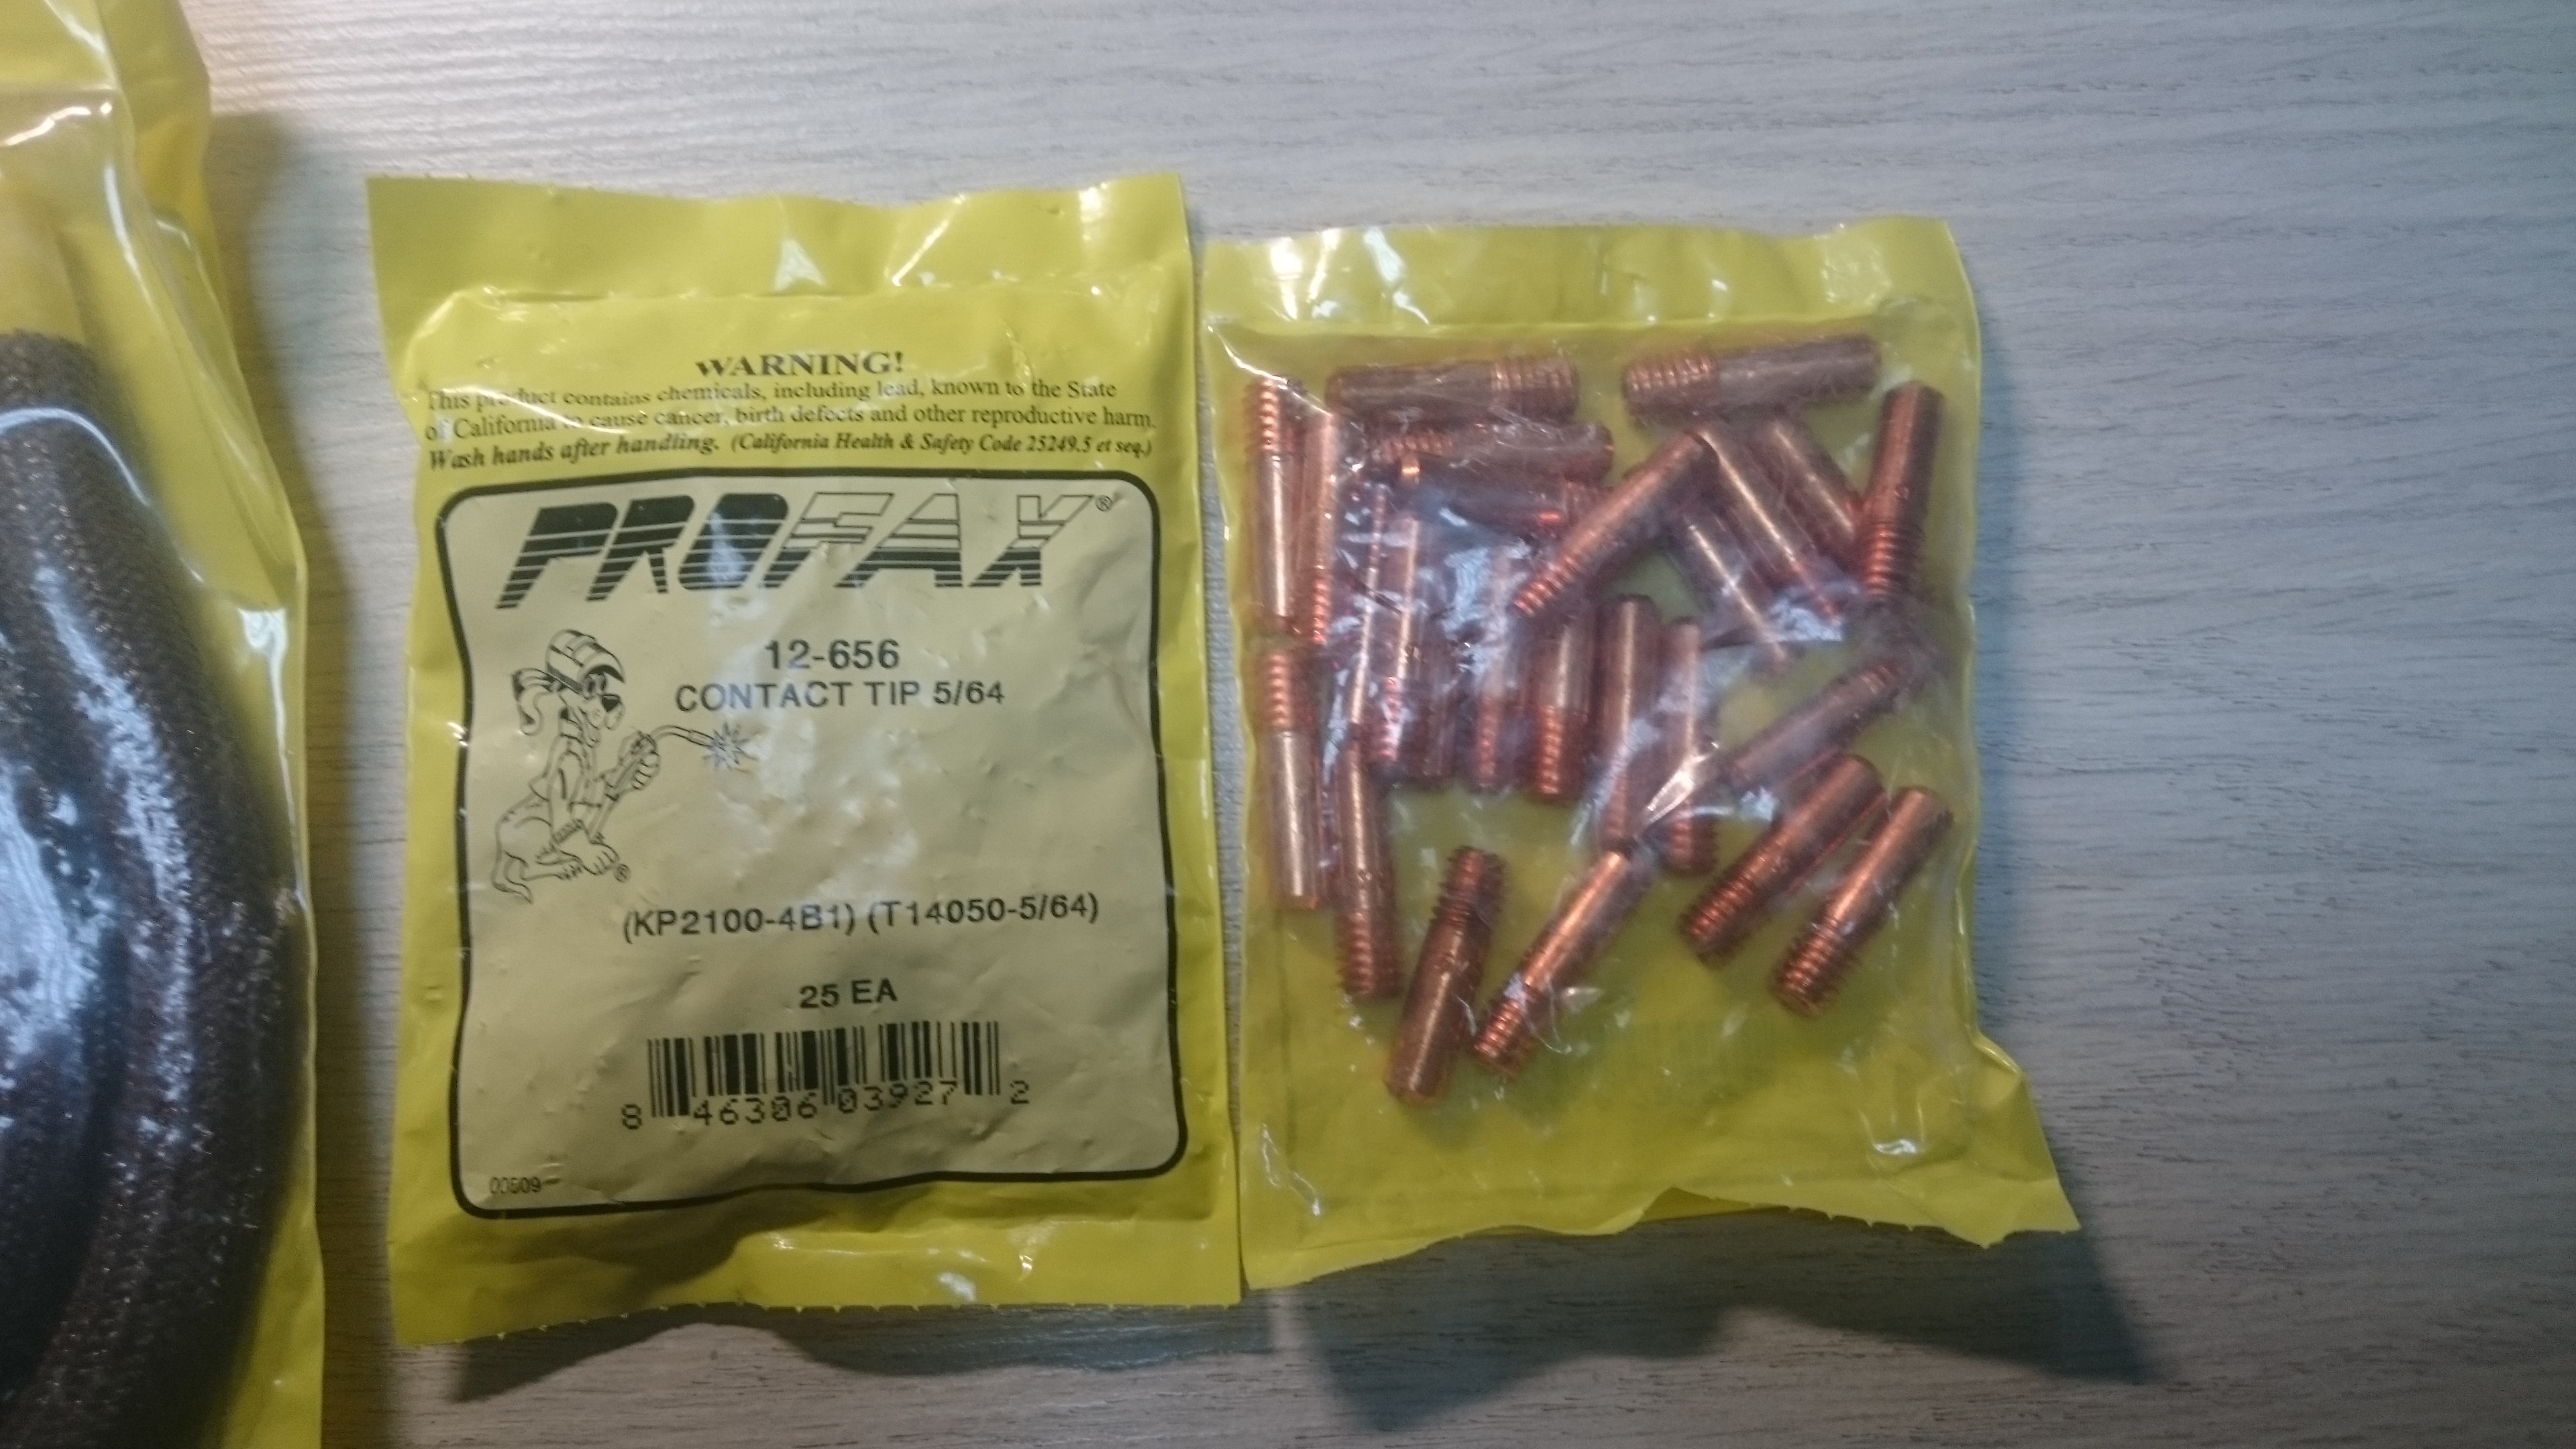 WARNING!
This product contains chemicals, including lead, known to the State
of California to cause cancer, birth defects and other reproductive harm.
Wash hands after handling. (California Health & Safety Code 25249.5 et seq.)
PROFAX®
12-656
CONTACT TIP 5/64
®
(KP2100-4B1) (T14050-5/64)
25 EA
8 46306 03927 2
00609